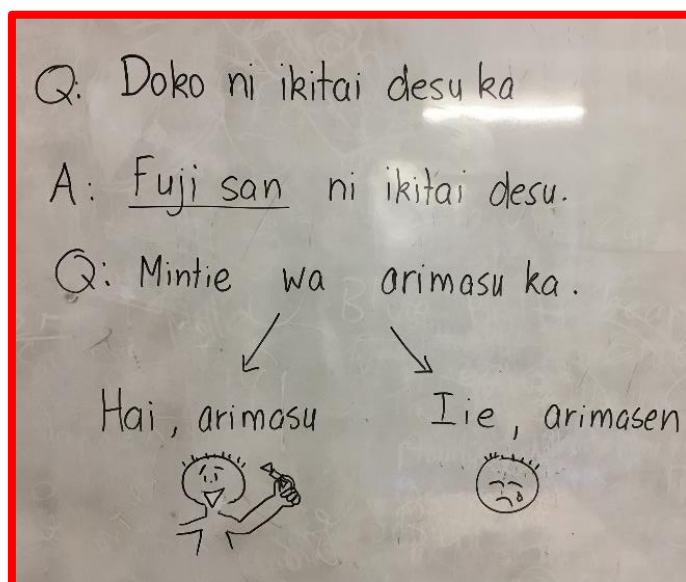 Q: Doko ni ikitai desu ka
A: Fuji san ni ikitai desu.
Q: Mintie wa arimasu ka.
Hai, arimasu
Iie, arimasen